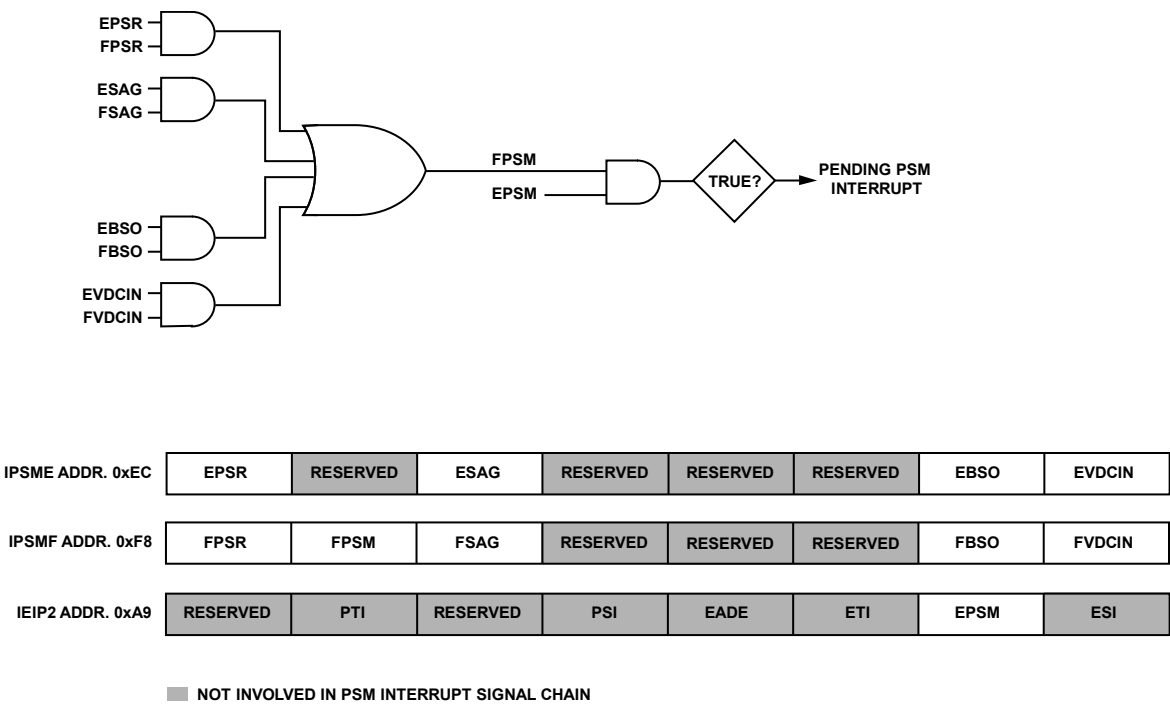 EPSR
FPSR
ESAG
FSAG
FPSM
EPSM
TRUE?
PENDING PSM
INTERRUPT
EBSO
FBSO
EVDCIN
FVDCIN
IPSME ADDR. 0xEC EPSR RESERVED ESAG RESERVED RESERVED RESERVED EBSO EVDCIN
IPSMF ADDR. 0xF8 FPSR FPSM FSAG RESERVED RESERVED RESERVED FBSO FVDCIN
IEIP2 ADDR. 0xA9 RESERVED PTI RESERVED PSI EADE ETI EPSM ESI
NOT INVOLVED IN PSM INTERRUPT SIGNAL CHAIN